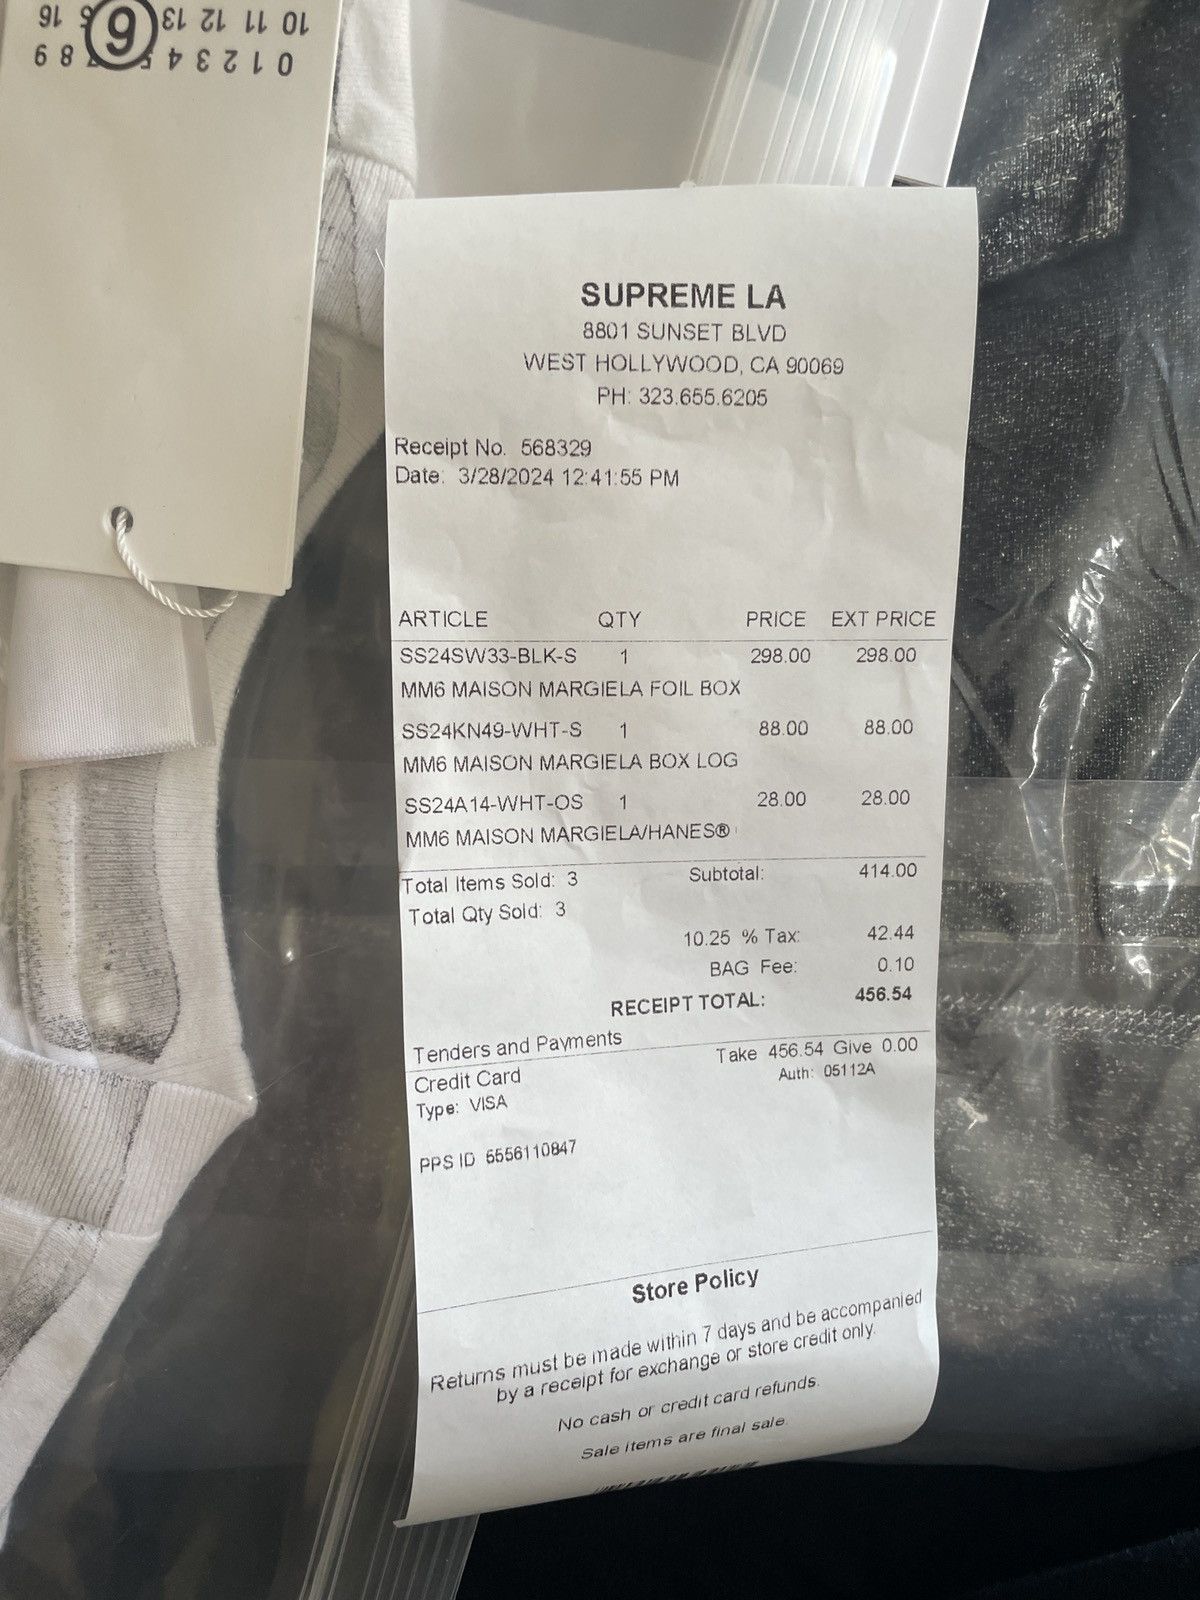 0 1 2 3 4 5 8 9
10 11 12 13 16
6
SUPREME LA
8801 SUNSET BLVD
WEST HOLLYWOOD, CA 90069
PH: 323.655.6205
Receipt No. 568329
Date: 3/28/2024 12:41:55 PM
ARTICLE QTY PRICE EXT PRICE
SS24SW33-BLK-S 1 298.00 298.00
MM6 MAISON MARGIELA FOIL BOX
SS24KN49-WHT-S 1 88.00 88.00
MM6 MAISON MARGIELA BOX LOG
SS24A14-WHT-OS 1 28.00 28.00
MM6 MAISON MARGIELA/HANES®
Total Items Sold: 3 Subtotal: 414.00
Total Qty Sold: 3
10.25 % Tax: 42.44
BAG Fee: 0.10
RECEIPT TOTAL: 456.54
Tenders and Payments
Credit Card Take 456.54 Give 0.00
Type: VISA Auth: 05112A
PPS ID 5556110847
Store Policy
Returns must be made within 7 days and be accompanied
by a receipt for exchange or store credit only.
No cash or credit card refunds.
Sale items are final sale.